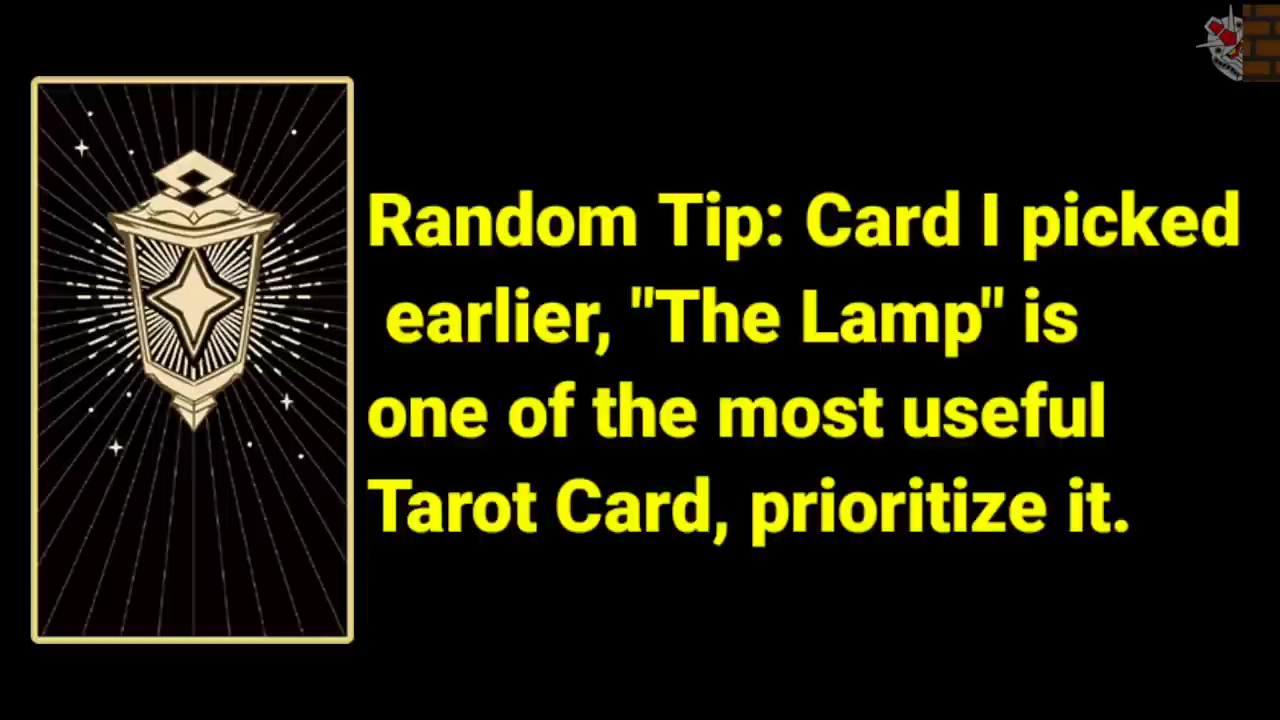 Random Tip: Card I picked
earlier, "The Lamp" is
one of the most useful
Tarot Card, prioritize it.